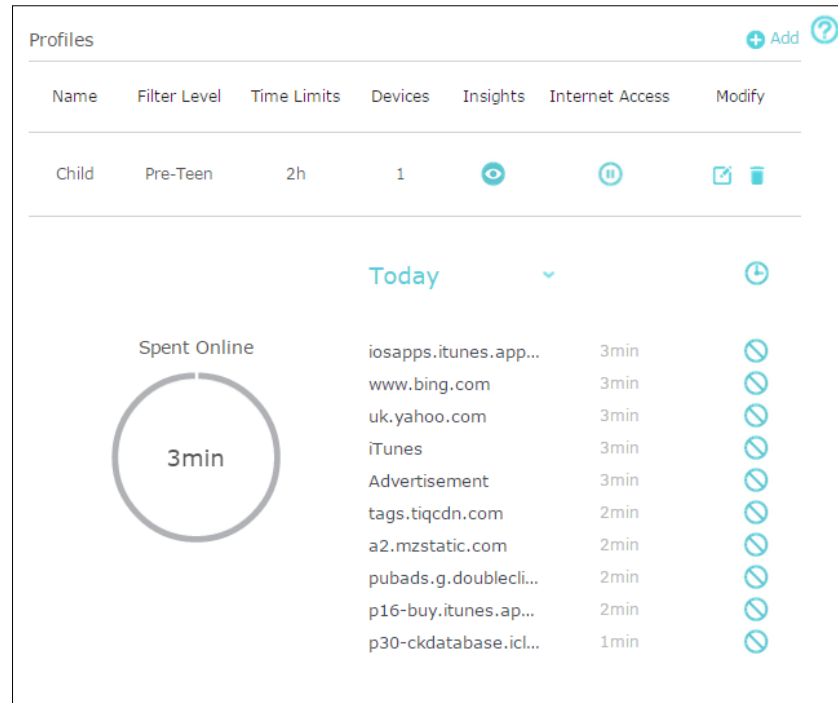 Profiles
Add
Name Filter Level Time Limits Devices Insights Internet Access Modify
Child Pre-Teen 2h 1
Today
Spent Online
3min
iosapps.itunes.app... 3min
www.bing.com 3min
uk.yahoo.com 3min
iTunes 3min
Advertisement 3min
tags.tiqcdn.com 2min
a2.mzstatic.com 2min
pubads.g.doublecli... 2min
p16-buy.itunes.ap... 2min
p30-ckdatabase.icl... 1min